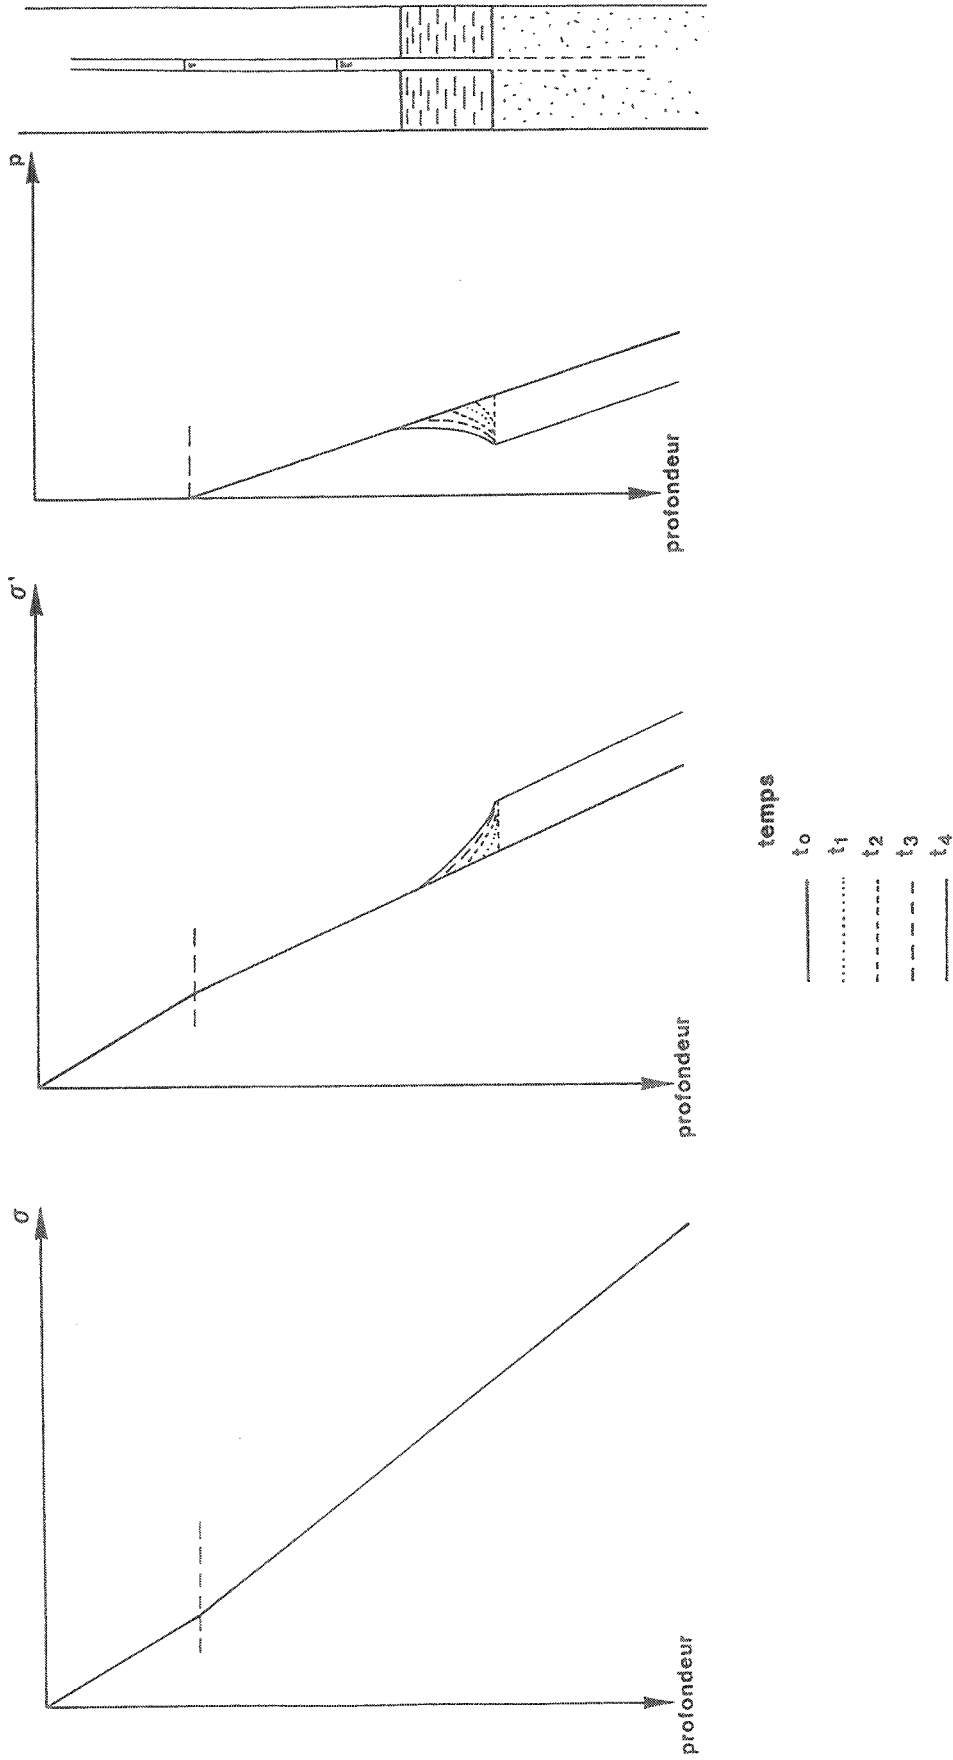 p
profondeur
σ'
profondeur
σ
profondeur
temps
t₀
t₁
t₂
t₃
t₄